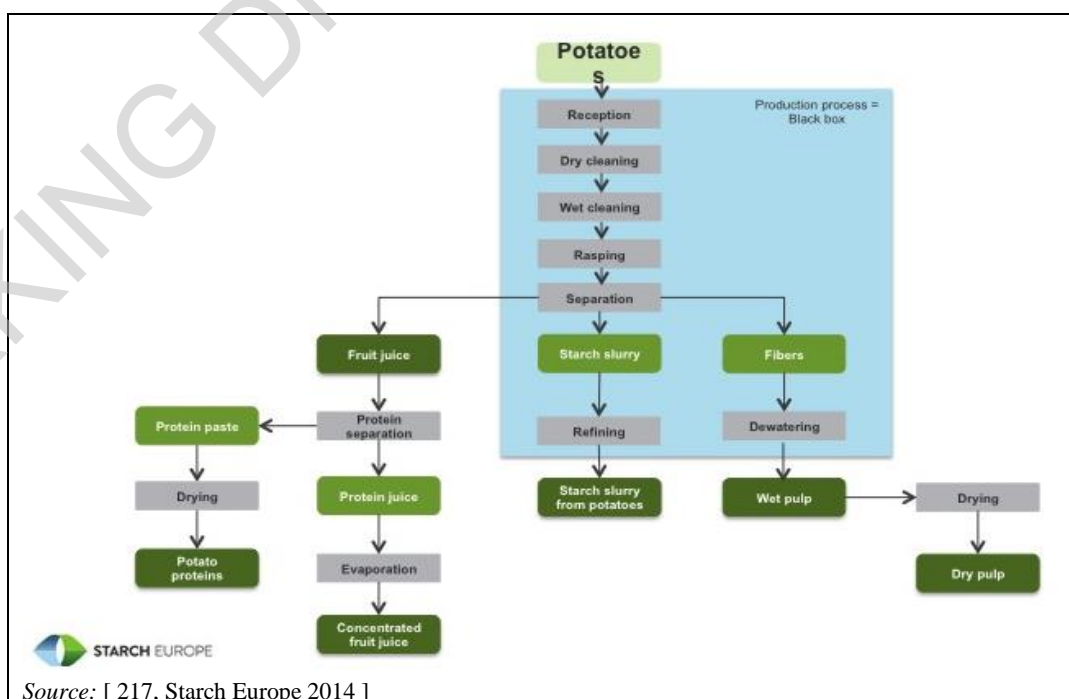 Potatoe
s
Production process =
Black box
Reception
Dry cleaning
Wet cleaning
Rasping
Separation
Fruit juice
Starch slurry
Fibers
Protein paste
Protein
separation
Refining
Dewatering
Drying
Protein juice
Starch slurry
from potatoes
Wet pulp
Drying
Potato
proteins
Evaporation
Dry pulp
Concentrated
fruit juice
STARCH EUROPE
Source: [ 217, Starch Europe 2014 ]
KING D